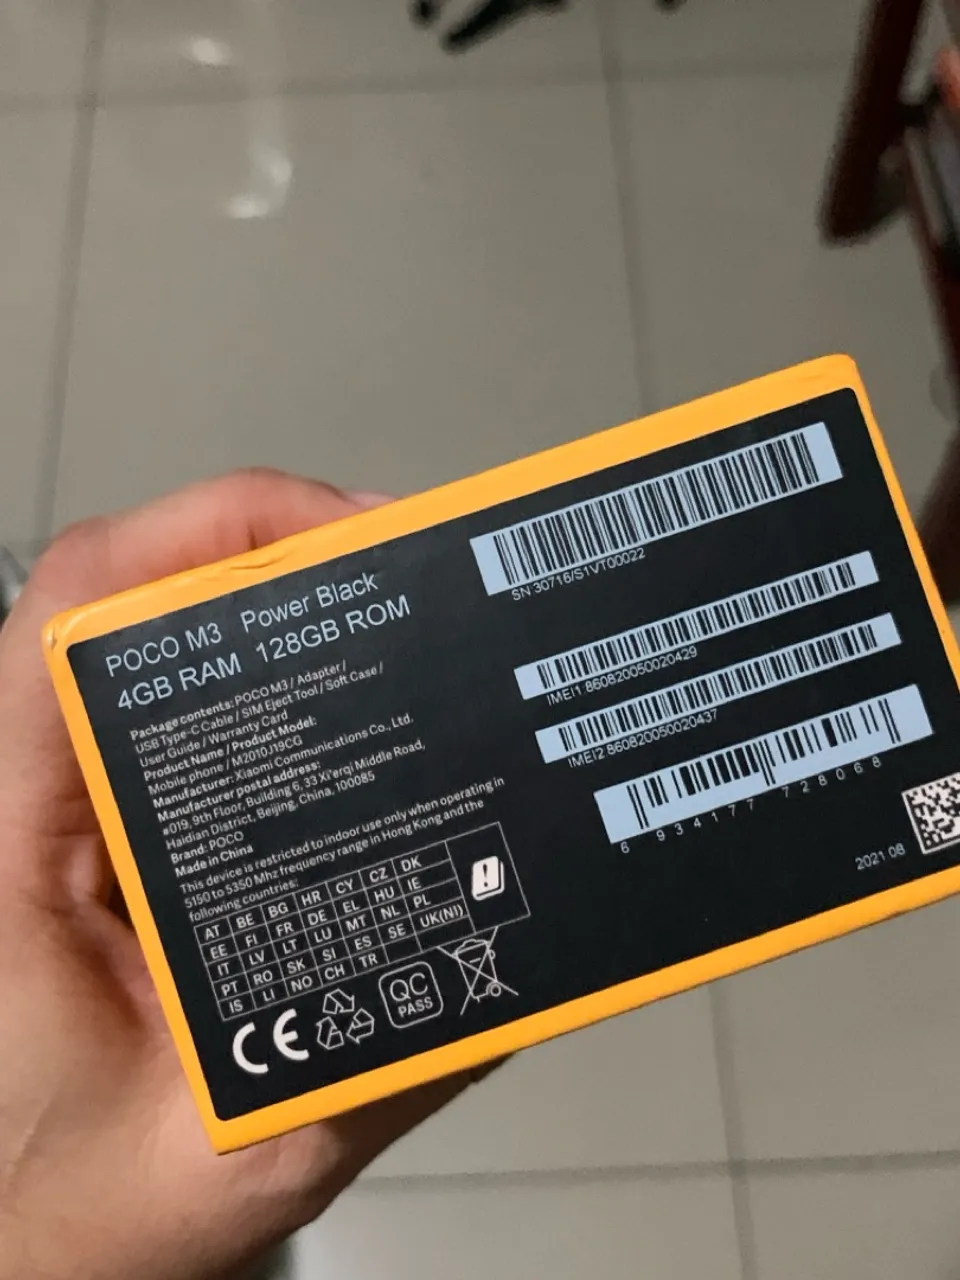 POCO M3 Power Black
4GB RAM 128GB ROM
Package contents: POCO M3 / Adapter /
USB Type-C Cable / SIM Eject Tool / Soft Case /
User Guide / Warranty Card
Product Name / Product Model:
Mobile phone / M2010J19CG
Manufacturer: Xiaomi Communications Co., Ltd.
Manufacturer postal address:
#019, 9th Floor, Building 6, 33 Xi'erqi Middle Road,
Haidian District, Beijing, China, 100085
Brand: POCO
Made in China
This device is restricted to indoor use only when operating in
5150 to 5350 Mhz frequency range in Hong Kong and the
following countries:
AT BE BG HR CY CZ DK
EE FI FR DE EL HU IE
IT LV LT LU MT NL PL
PT RO SK SI ES SE UK(NI)
IS LI NO CH TR
!
CE
QC
PASS
SN:30716/S1VT00022
IMEI1 860820050020429
IMEI2 860820050020437
6 934177 728068
2021 08